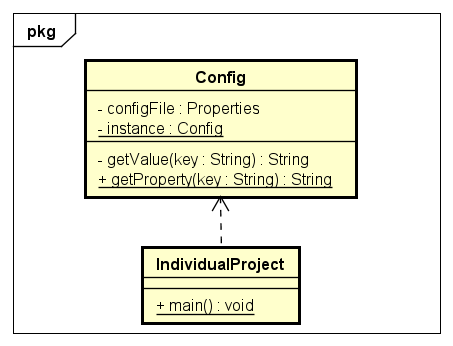 pkg
Config
- configFile : Properties
- instance : Config
- getValue(key : String) : String
+ getProperty(key : String) : String
IndividualProject
+ main() : void